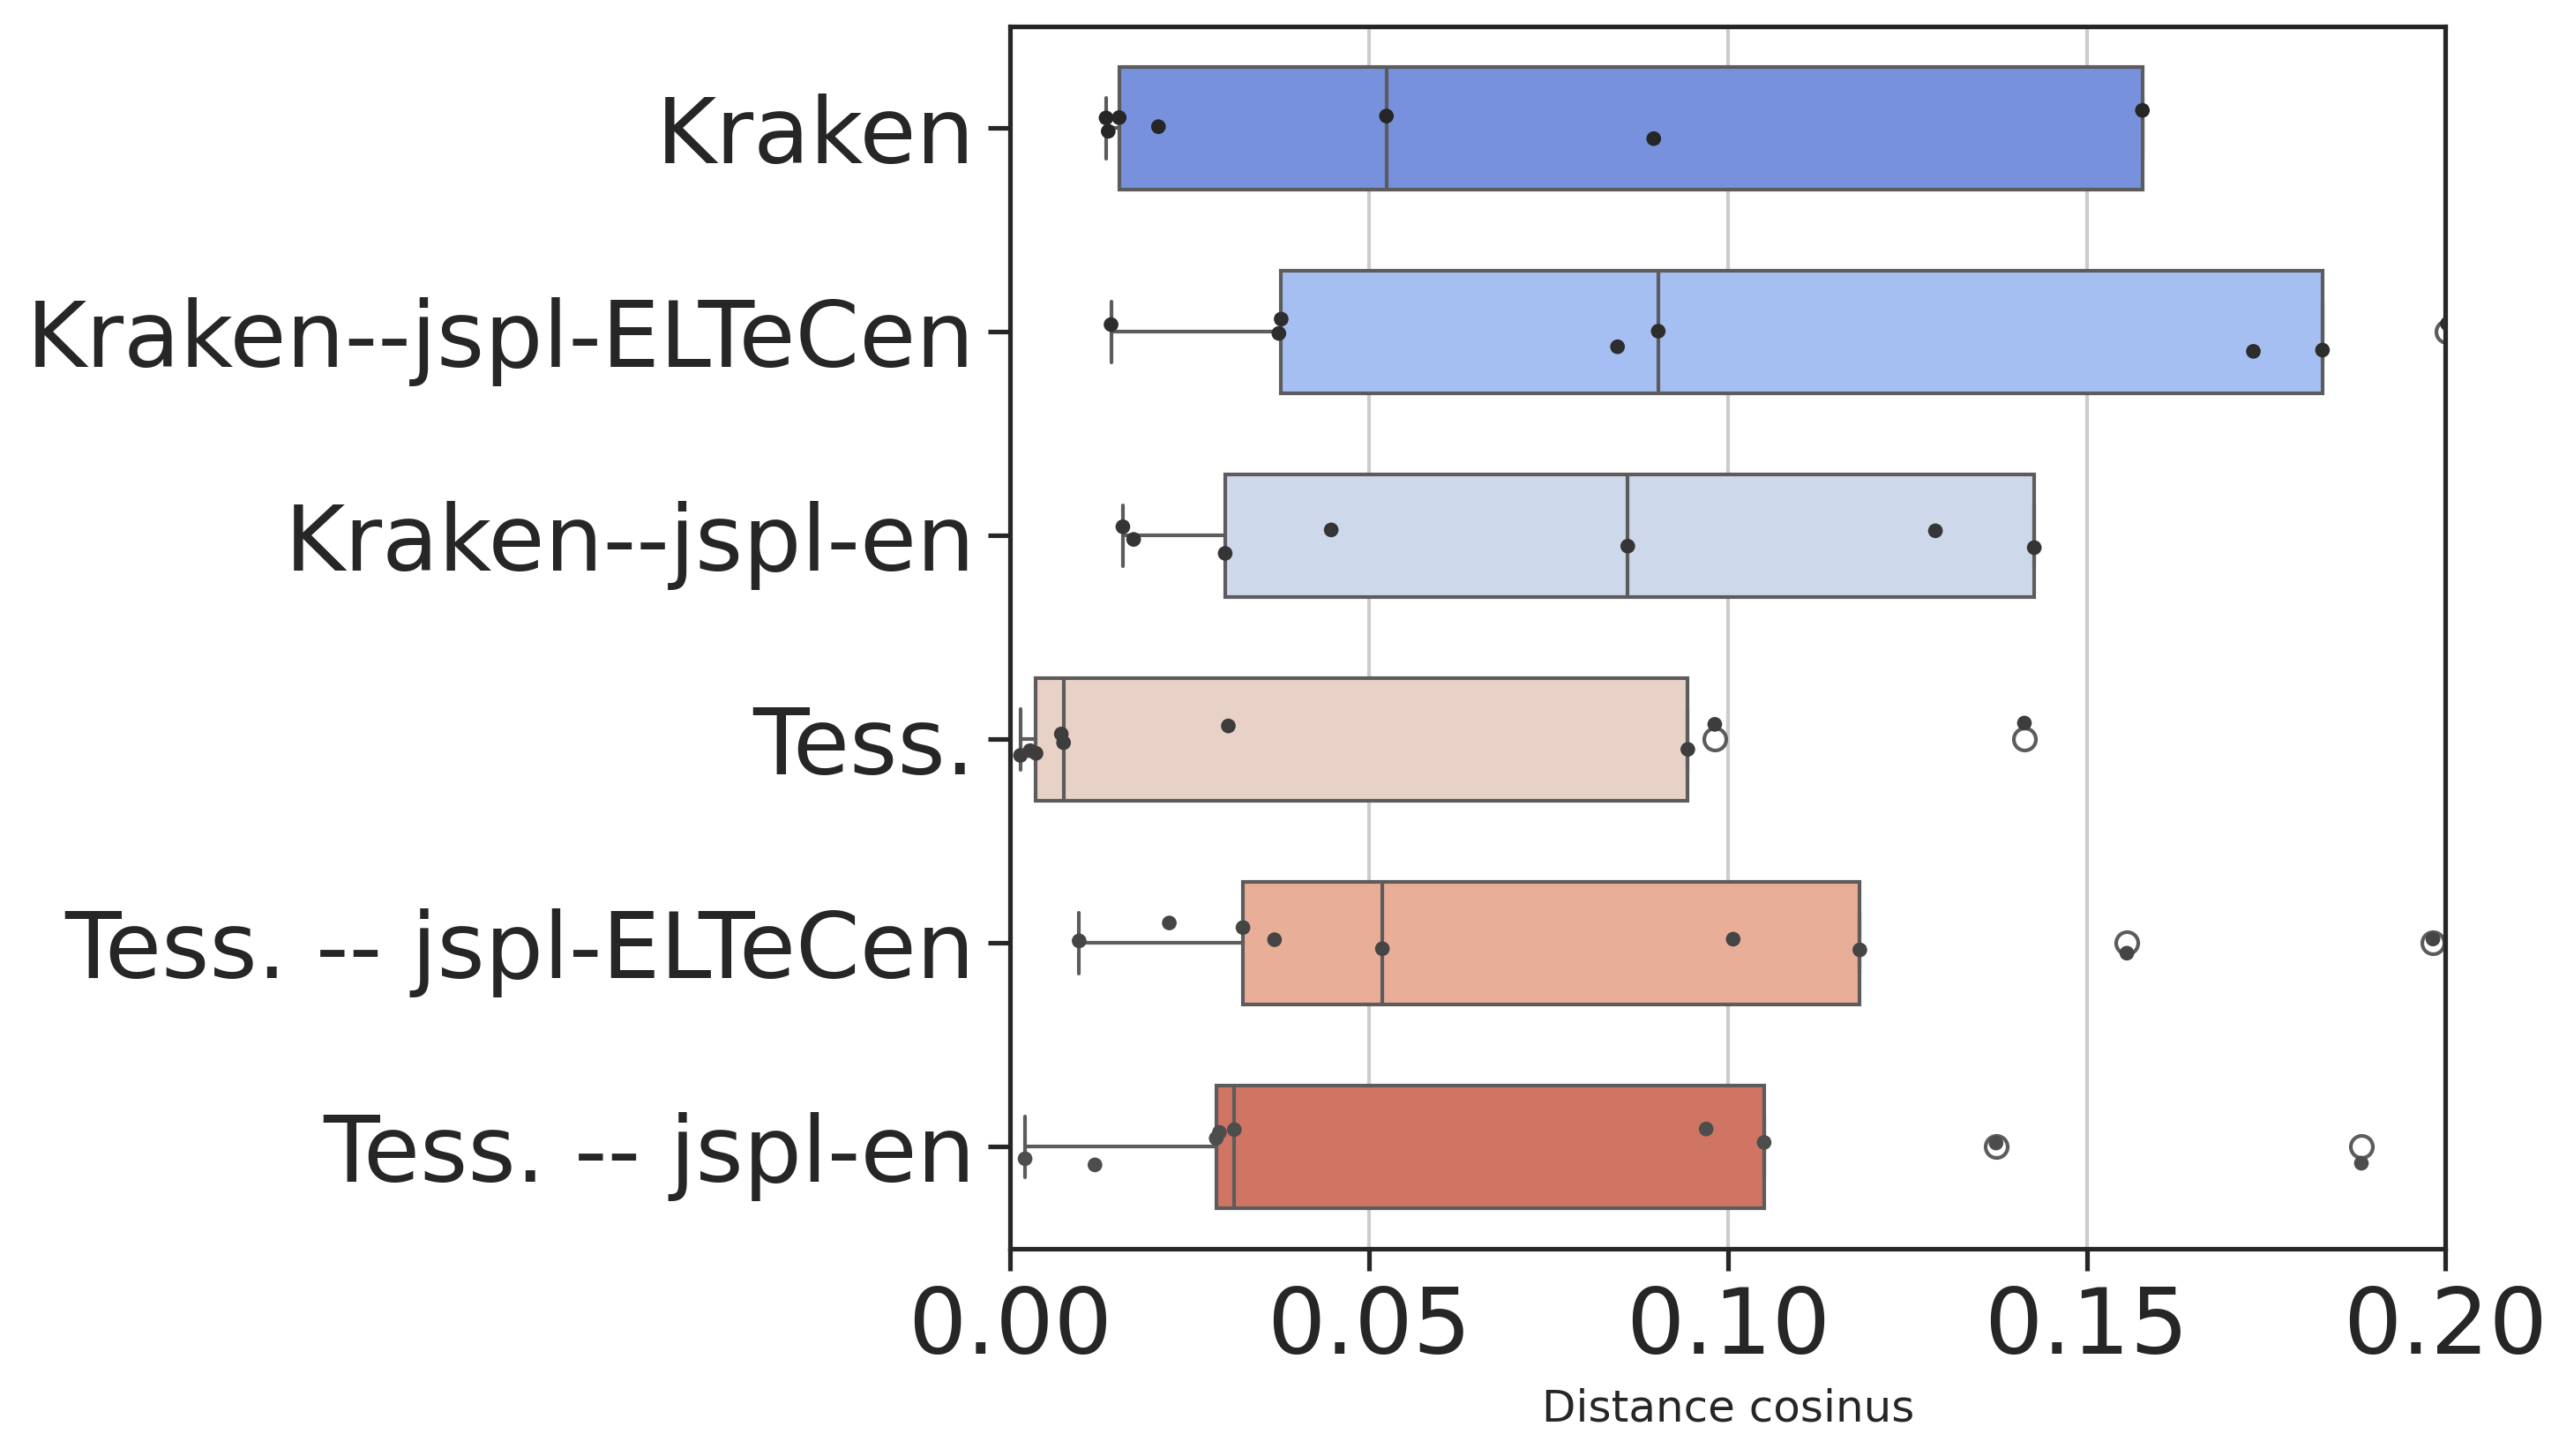 Kraken
Kraken--jspl-ELTeCen
Kraken--jspl-en
Tess.
Tess. -- jspl-ELTeCen
Tess. -- jspl-en
0.00 0.05 0.10 0.15 0.20
Distance cosinus